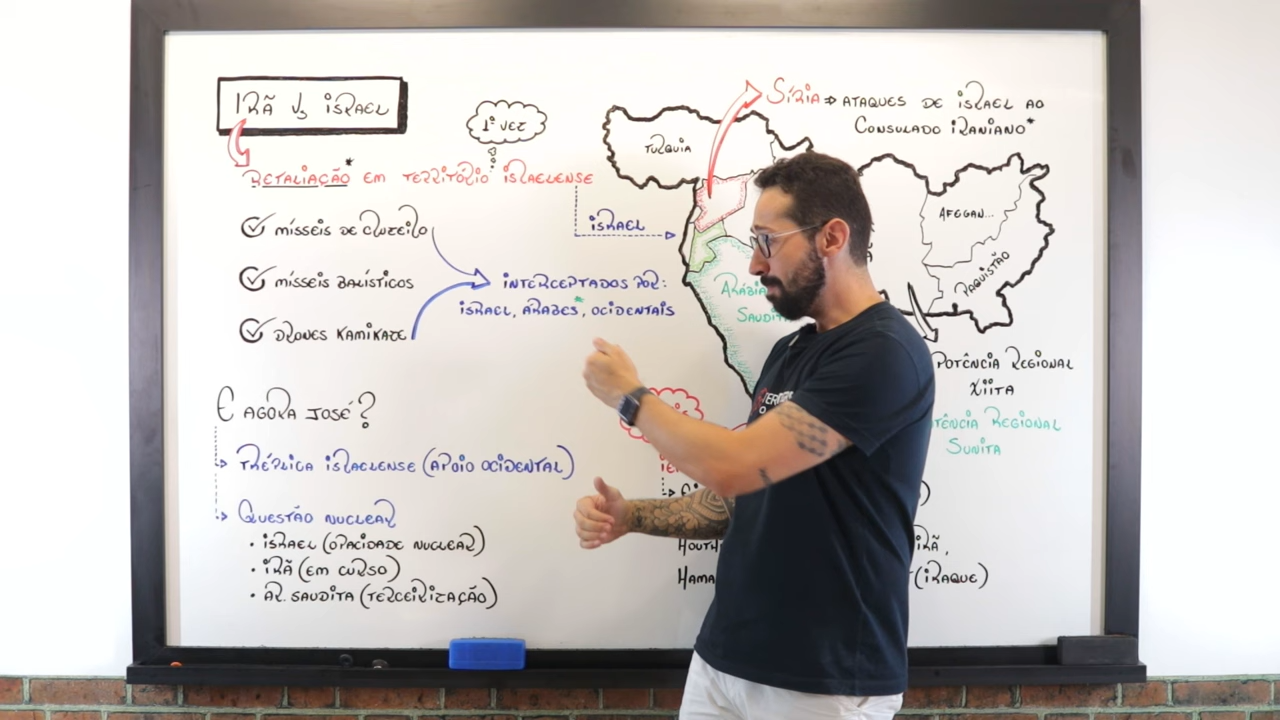 IRÃ VS ISRAEL
1ª VEZ
RETALIAÇÃO* EM TERRITÓRIO ISRAELENSE
MÍSSEIS DE CRUZEIRO
MÍSSEIS BALÍSTICOS
DRONES KAMIKAZE
INTERCEPTADOS POR:
ISRAEL, ÁRABES*, OCIDENTAIS
ISRAEL
E AGORA JOSÉ?
TRÉPLICA ISRAELENSE (APOIO OCIDENTAL)
QUESTÃO NUCLEAR
• ISRAEL (OPACIDADE NUCLEAR)
• IRÃ (EM CURSO)
• AR. SAUDITA (TERCEIRIZAÇÃO)
SÍRIA ⇒ ATAQUES DE ISRAEL AO
CONSULADO IRANIANO*
TURQUIA
AFEGAN...
PAQUISTÃO
ARÁBIA
SAUDITA
POTÊNCIA REGIONAL
XIITA
TÊNCIA REGIONAL
SUNITA
HOUTH
HAMA
(IRAQUE)